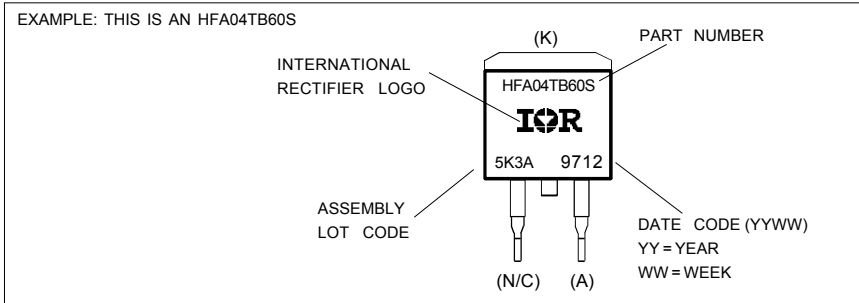 EXAMPLE: THIS IS AN HFA04TB60S
(K)
PART NUMBER
INTERNATIONAL
RECTIFIER LOGO
HFA04TB60S
IOR
5K3A 9712
ASSEMBLY
LOT CODE
DATE CODE (YYWW)
YY = YEAR
WW = WEEK
(N/C) (A)